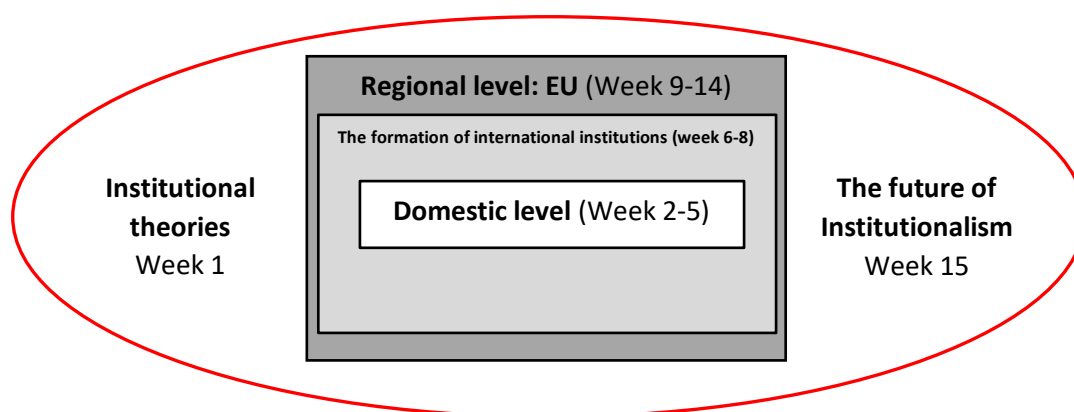 Regional level: EU (Week 9-14)
The formation of international institutions (week 6-8)
Domestic level (Week 2-5)
Institutional
theories
Week 1
The future of
Institutionalism
Week 15